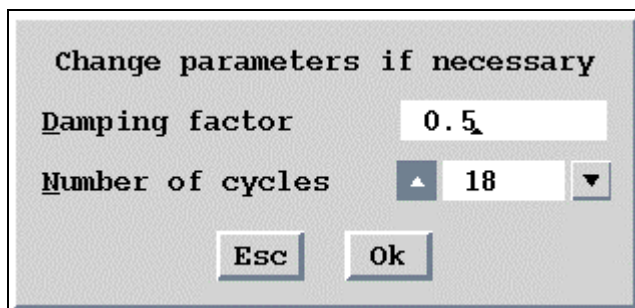 Change parameters if necessary
Damping factor 0.5
Number of cycles 18
Esc Ok